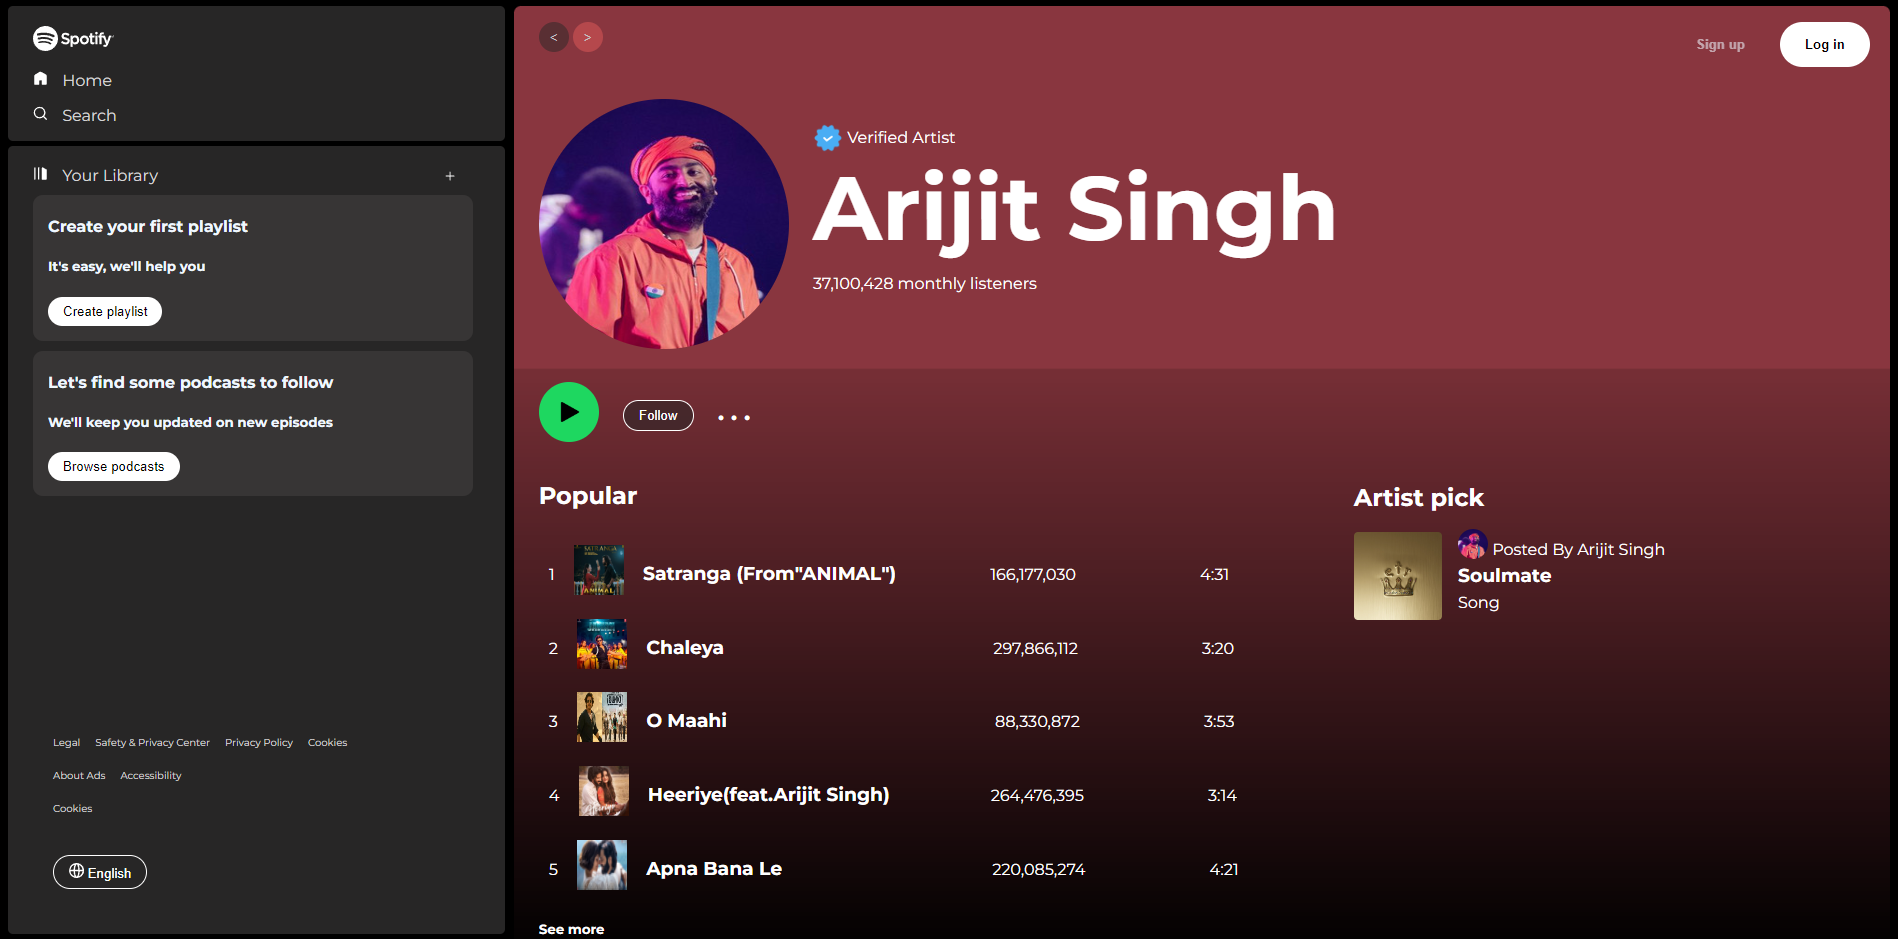 Spotify
Home
Search
Your Library +
Create your first playlist
It's easy, we'll help you
Create playlist
Let's find some podcasts to follow
We'll keep you updated on new episodes
Browse podcasts
Legal Safety & Privacy Center Privacy Policy Cookies
About Ads Accessibility
Cookies
English
< >
Sign up Log in
Verified Artist
Arijit Singh
37,100,428 monthly listeners
Follow
Popular
1 Satranga (From"ANIMAL") 166,177,030 4:31
2 Chaleya 297,866,112 3:20
3 O Maahi 88,330,872 3:53
4 Heeriye(feat.Arijit Singh) 264,476,395 3:14
5 Apna Bana Le 220,085,274 4:21
See more
Artist pick
Posted By Arijit Singh
Soulmate
Song